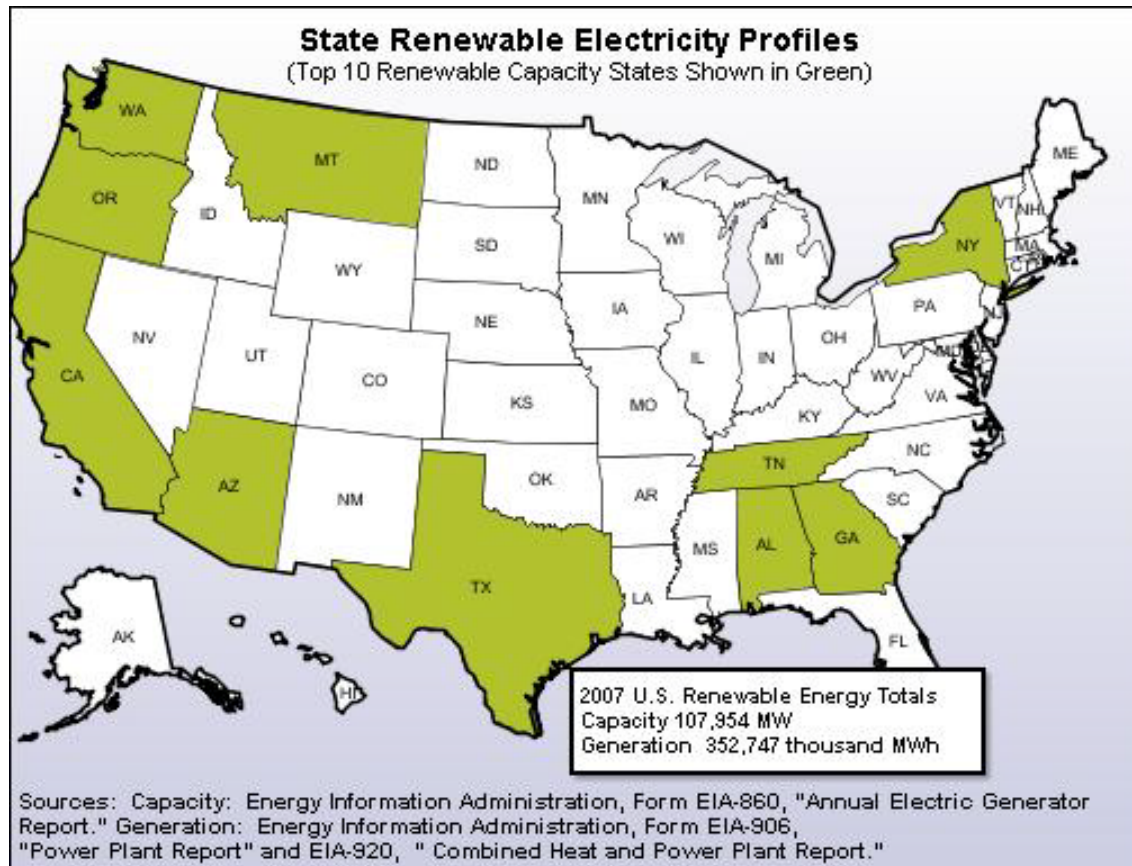 State Renewable Electricity Profiles
(Top 10 Renewable Capacity States Shown in Green)
WA
MT
ND
MN
ME
OR
ID
SD
WI
MI
VT
NH
NY
MA
CT
WY
NV
UT
CO
NE
IA
IL
IN
OH
PA
NJ
MD
DE
CA
KS
MO
WV
VA
KY
AZ
NM
OK
AR
TN
NC
SC
TX
LA
MS
AL
GA
FL
AK
HI
2007 U.S. Renewable Energy Totals
Capacity 107,954 MW
Generation 352,747 thousand MWh
Sources: Capacity: Energy Information Administration, Form EIA-860, "Annual Electric Generator
Report." Generation: Energy Information Administration, Form EIA-906,
"Power Plant Report" and EIA-920, " Combined Heat and Power Plant Report."